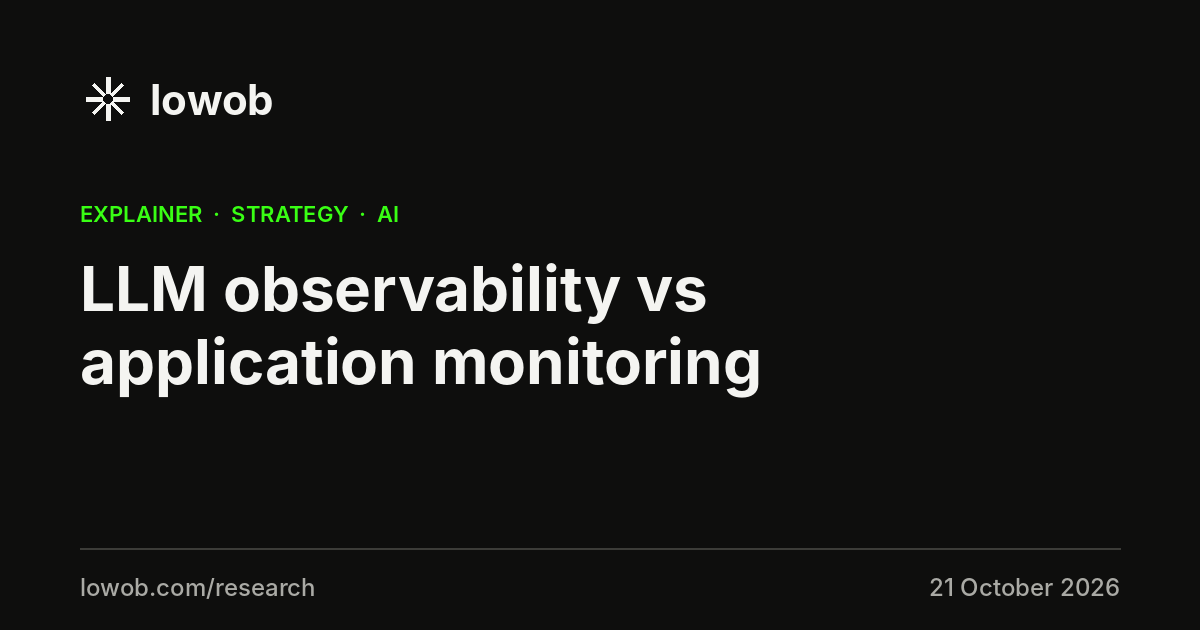 lowob
EXPLAINER · STRATEGY · AI
LLM observability vs
application monitoring
lowob.com/research
21 October 2026